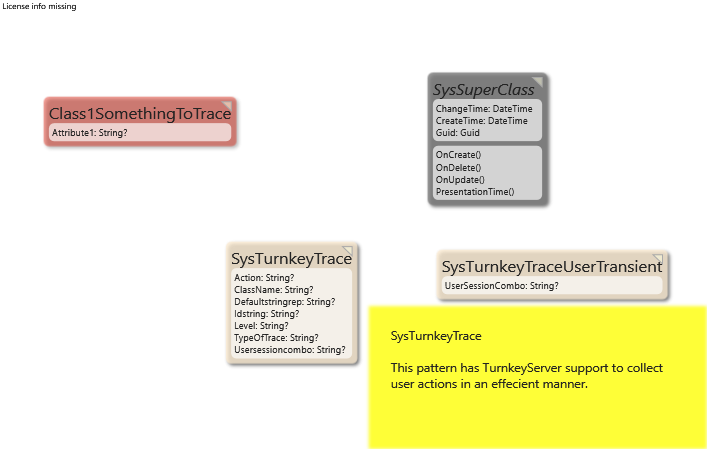 License info missing
Class1SomethingToTrace
Attribute1: String?
SysSuperClass
ChangeTime: DateTime
CreateTime: DateTime
Guid: Guid
OnCreate()
OnDelete()
OnUpdate()
PresentationTime()
SysTurnkeyTrace
Action: String?
ClassName: String?
Defaultstringrep: String?
Idstring: String?
Level: String?
TypeOfTrace: String?
Usersessioncombo: String?
SysTurnkeyTraceUserTransient
UserSessionCombo: String?
SysTurnkeyTrace
This pattern has TurnkeyServer support to collect
user actions in an effecient manner.